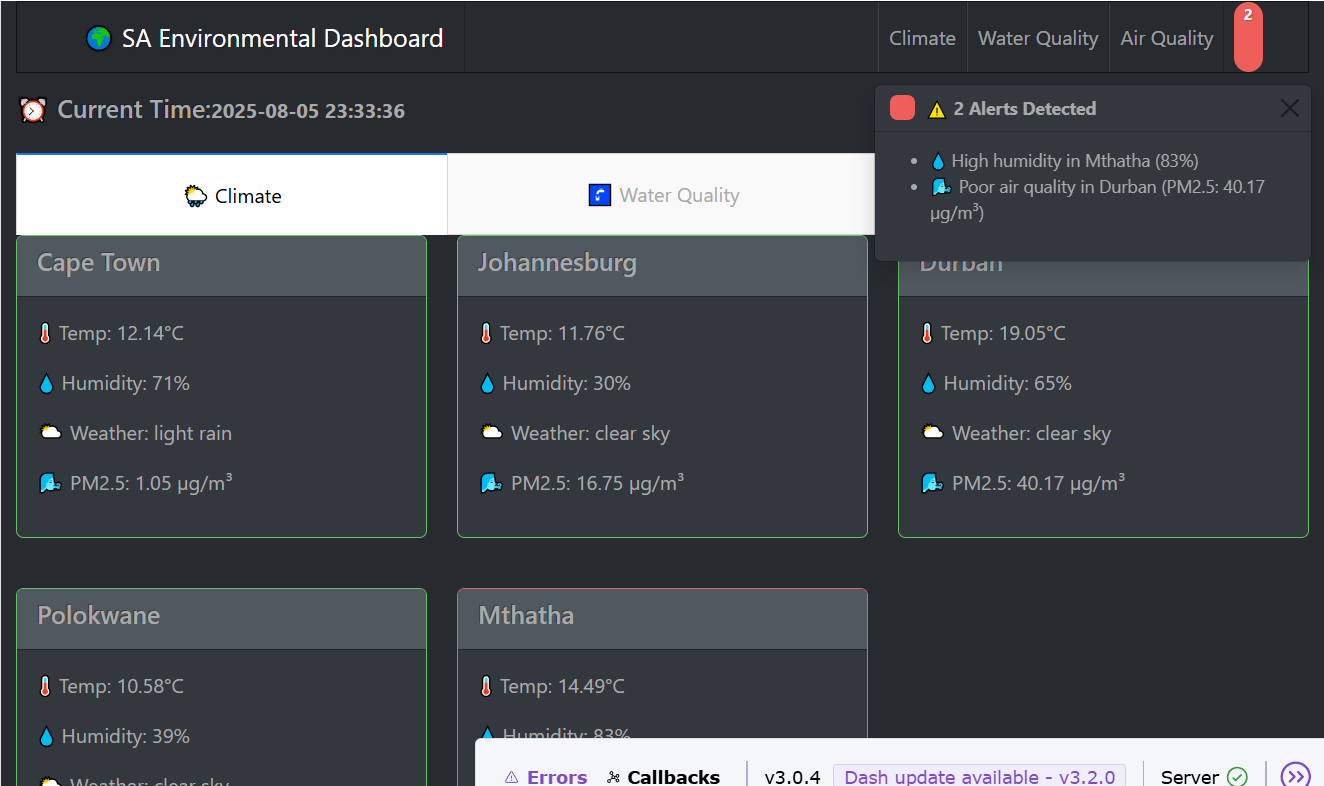 SA Environmental Dashboard
Climate
Water Quality
Air Quality
2
Current Time:2025-08-05 23:33:36
2 Alerts Detected
High humidity in Mthatha (83%)
Poor air quality in Durban (PM2.5: 40.17
µg/m³)
Climate
Water Quality
Cape Town
Temp: 12.14°C
Humidity: 71%
Weather: light rain
PM2.5: 1.05 µg/m³
Johannesburg
Temp: 11.76°C
Humidity: 30%
Weather: clear sky
PM2.5: 16.75 µg/m³
Durban
Temp: 19.05°C
Humidity: 65%
Weather: clear sky
PM2.5: 40.17 µg/m³
Polokwane
Temp: 10.58°C
Humidity: 39%
Weather: clear sky
Mthatha
Temp: 14.49°C
Humidity: 83%
Errors
Callbacks
v3.0.4
Dash update available - v3.2.0
Server